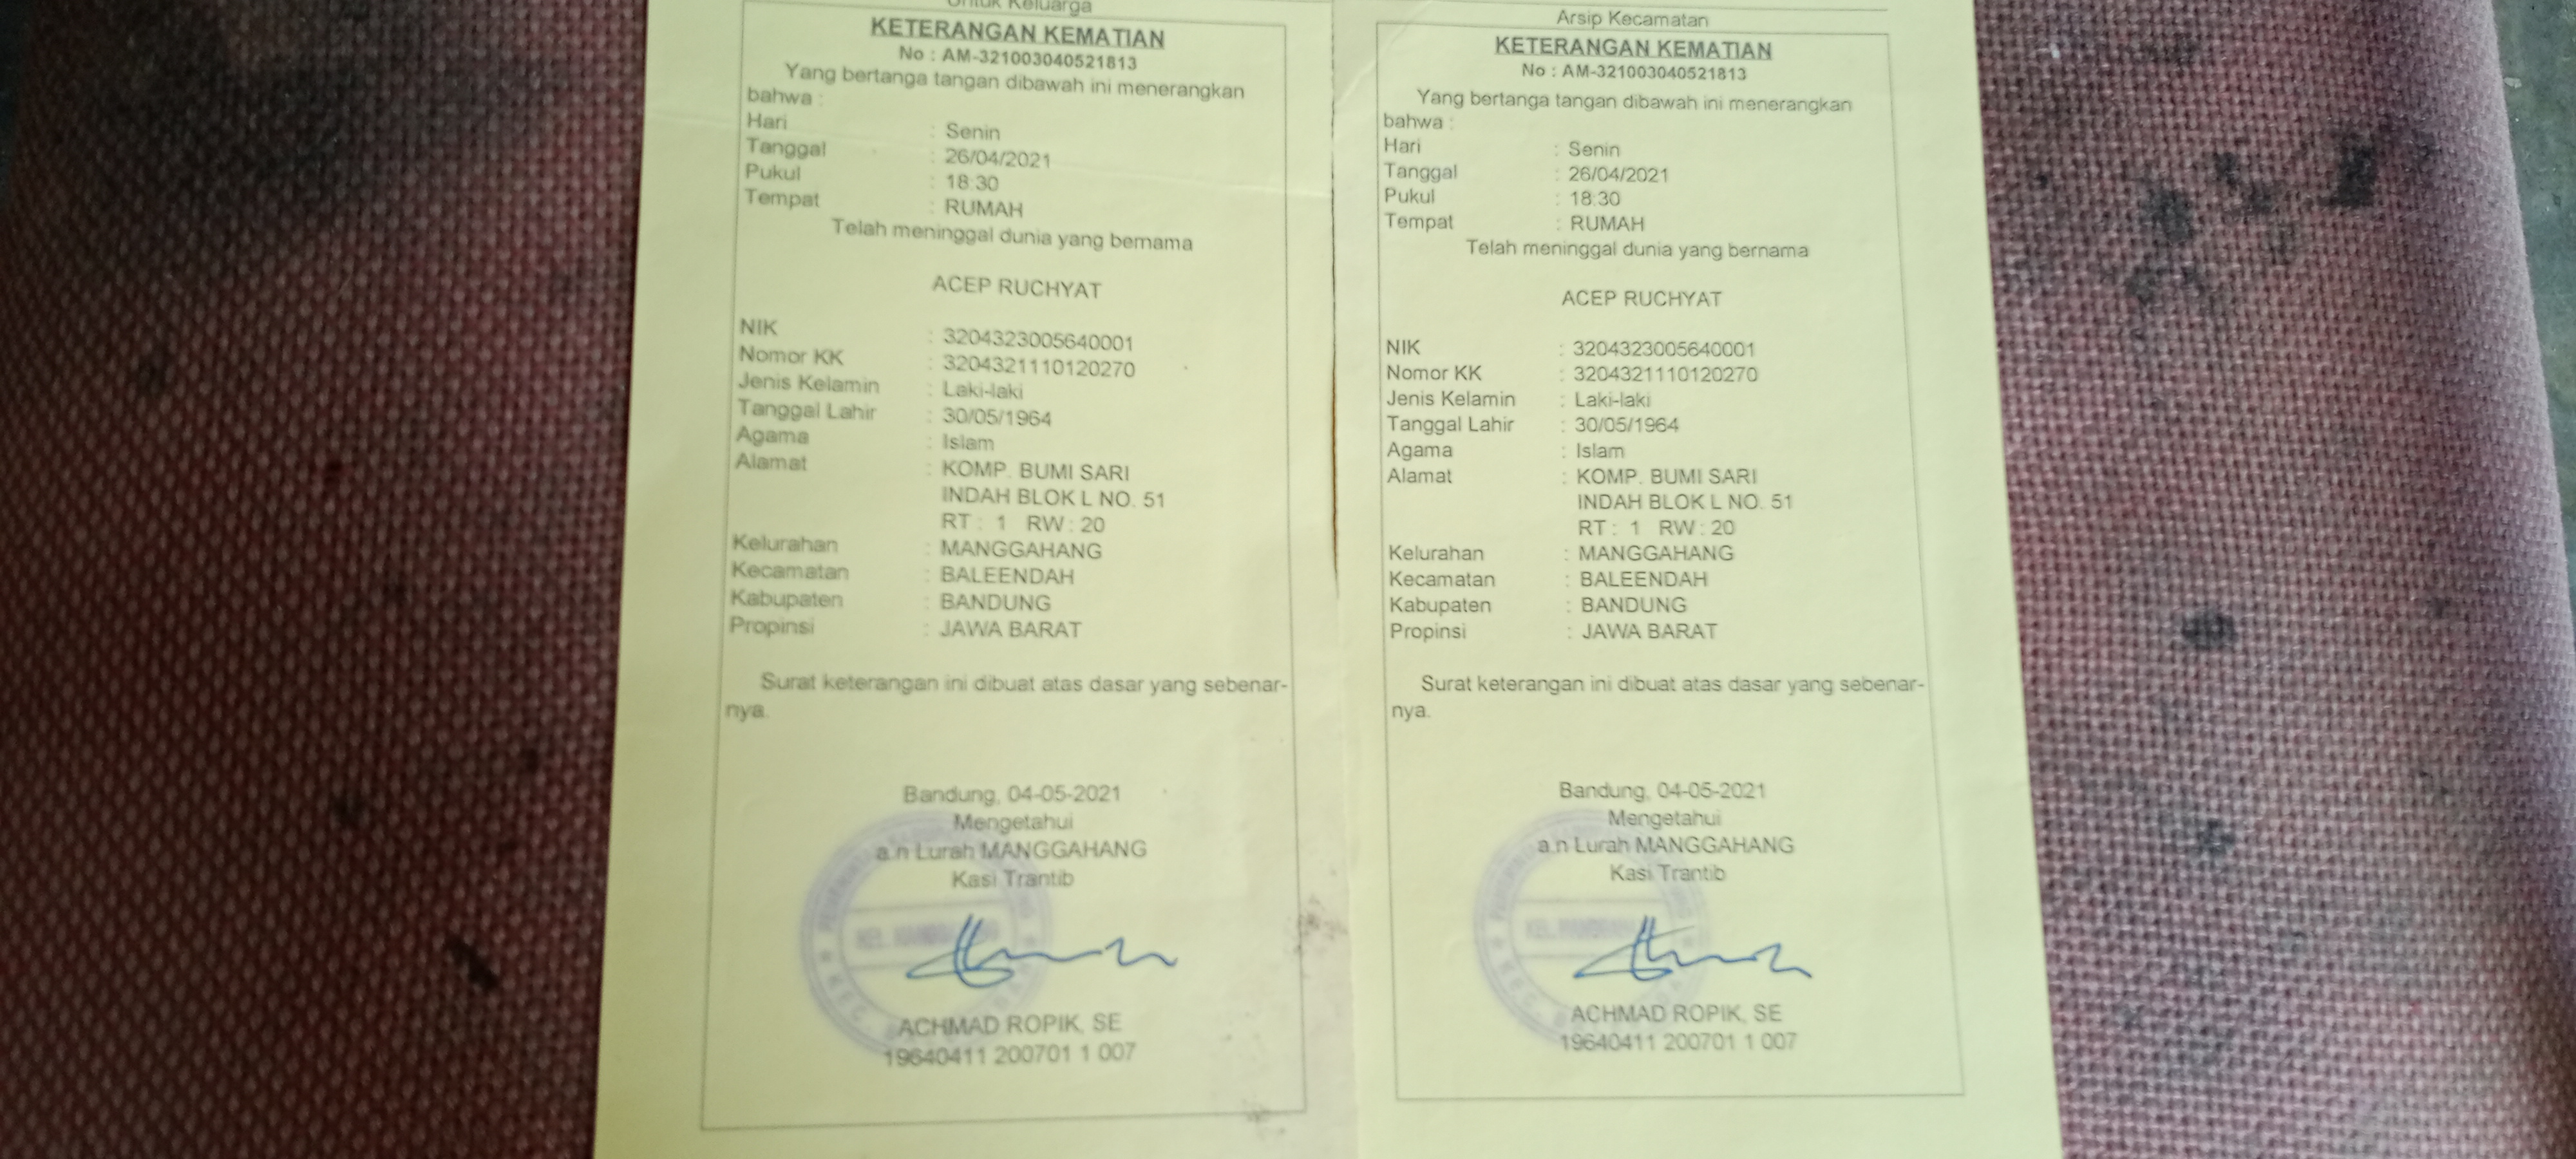 Untuk Keluarga
KETERANGAN KEMATIAN
No : AM-321003040521813
Yang bertanga tangan dibawah ini menerangkan
bahwa :
Hari : Senin
Tanggal : 26/04/2021
Pukul : 18:30
Tempat : RUMAH
Telah meninggal dunia yang bernama
ACEP RUCHYAT
NIK : 3204323005640001
Nomor KK : 3204321110120270
Jenis Kelamin : Laki-laki
Tanggal Lahir : 30/05/1964
Agama : Islam
Alamat : KOMP. BUMI SARI
INDAH BLOK L NO. 51
RT : 1 RW : 20
Kelurahan : MANGGAHANG
Kecamatan : BALEENDAH
Kabupaten : BANDUNG
Propinsi : JAWA BARAT
Surat keterangan ini dibuat atas dasar yang sebenar-
nya.
Bandung, 04-05-2021
Mengetahui
a.n Lurah MANGGAHANG
Kasi Trantib
ACHMAD ROPIK, SE
19640411 200701 1 007
Arsip Kecamatan
KETERANGAN KEMATIAN
No : AM-321003040521813
Yang bertanga tangan dibawah ini menerangkan
bahwa :
Hari : Senin
Tanggal : 26/04/2021
Pukul : 18:30
Tempat : RUMAH
Telah meninggal dunia yang bernama
ACEP RUCHYAT
NIK : 3204323005640001
Nomor KK : 3204321110120270
Jenis Kelamin : Laki-laki
Tanggal Lahir : 30/05/1964
Agama : Islam
Alamat : KOMP. BUMI SARI
INDAH BLOK L NO. 51
RT : 1 RW : 20
Kelurahan : MANGGAHANG
Kecamatan : BALEENDAH
Kabupaten : BANDUNG
Propinsi : JAWA BARAT
Surat keterangan ini dibuat atas dasar yang sebenar-
nya.
Bandung, 04-05-2021
Mengetahui
a.n Lurah MANGGAHANG
Kasi Trantib
ACHMAD ROPIK, SE
19640411 200701 1 007